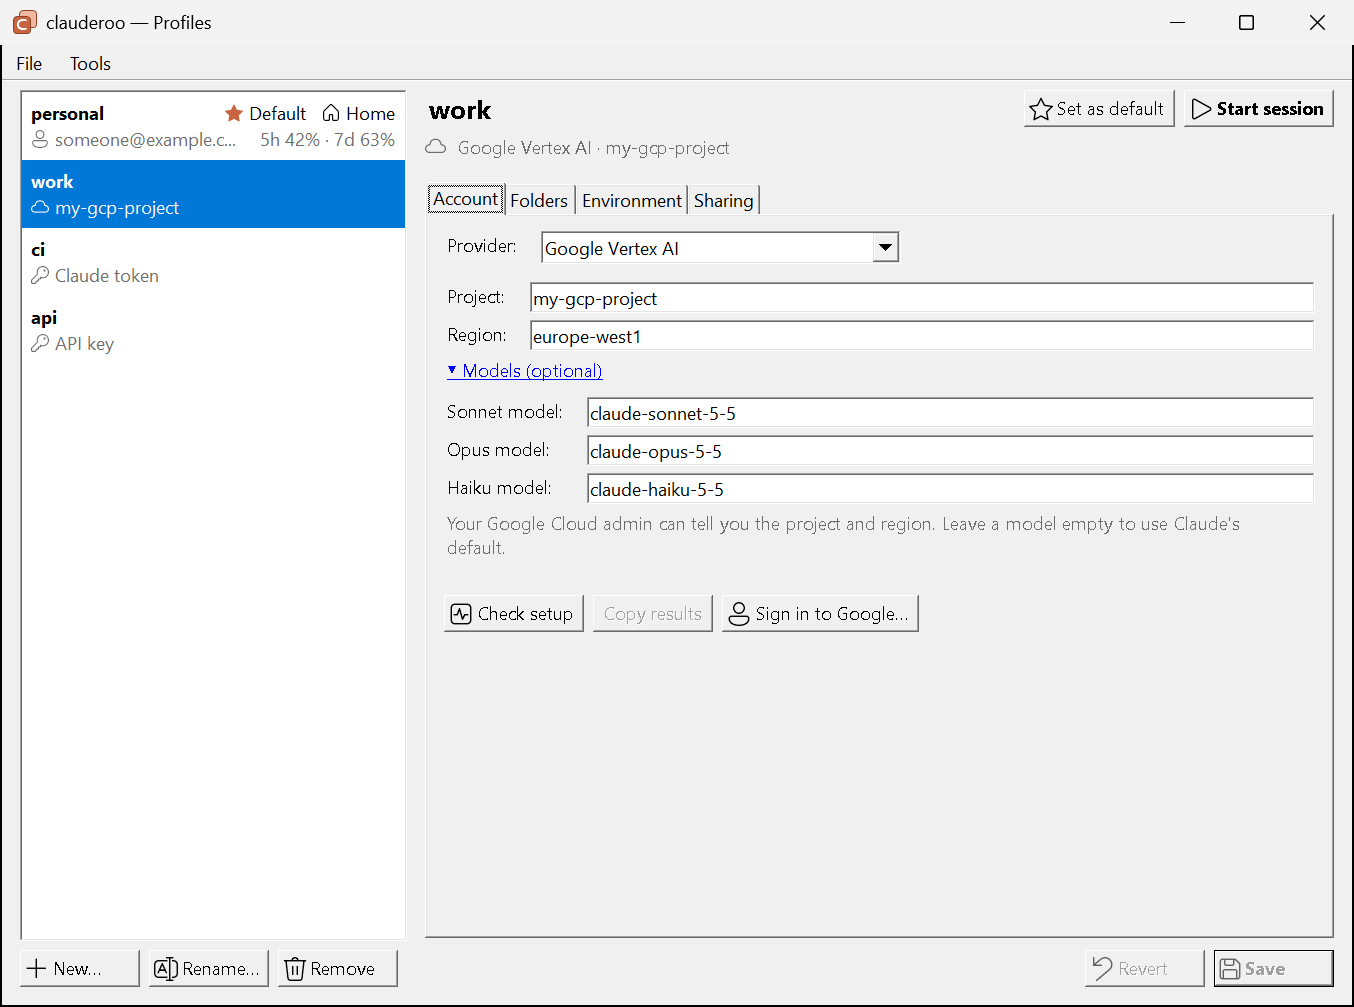 clauderoo — Profiles
File Tools
personal Default Home
someone@example.c... 5h 42% · 7d 63%
work
my-gcp-project
ci
Claude token
api
API key
New... Rename... Remove
work
Set as default Start session
Google Vertex AI · my-gcp-project
Account Folders Environment Sharing
Provider: Google Vertex AI
Project: my-gcp-project
Region: europe-west1
Models (optional)
Sonnet model: claude-sonnet-5-5
Opus model: claude-opus-5-5
Haiku model: claude-haiku-5-5
Your Google Cloud admin can tell you the project and region. Leave a model empty to use Claude's
default.
Check setup Copy results Sign in to Google...
Revert Save